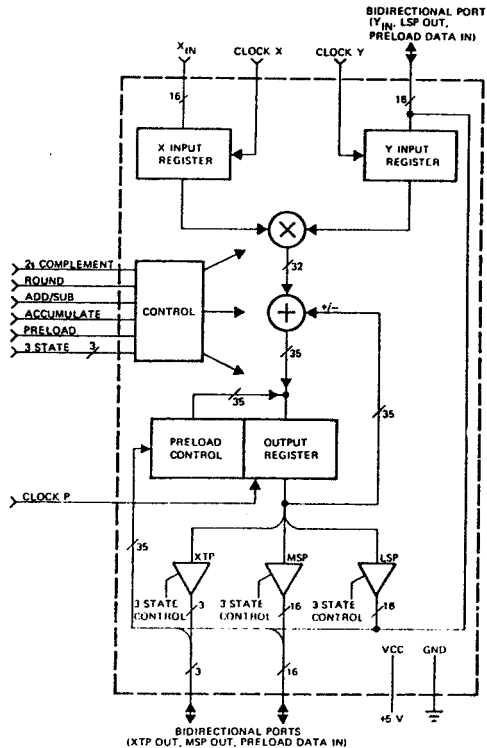 BIDIRECTIONAL PORT
(YIN, LSP OUT,
PRELOAD DATA IN)
XIN
CLOCK X
CLOCK Y
16
16
X INPUT
REGISTER
Y INPUT
REGISTER
×
32
2s COMPLEMENT
ROUND
ADD/SUB
ACCUMULATE
PRELOAD
3 STATE
3
CONTROL
+
+/−
35
35
35
PRELOAD
CONTROL
OUTPUT
REGISTER
CLOCK P
35
XTP
MSP
LSP
3 STATE
CONTROL
3
3 STATE
CONTROL
16
3 STATE
CONTROL
16
3
16
VCC
GND
+5 V
BIDIRECTIONAL PORTS
(XTP OUT, MSP OUT, PRELOAD DATA IN)